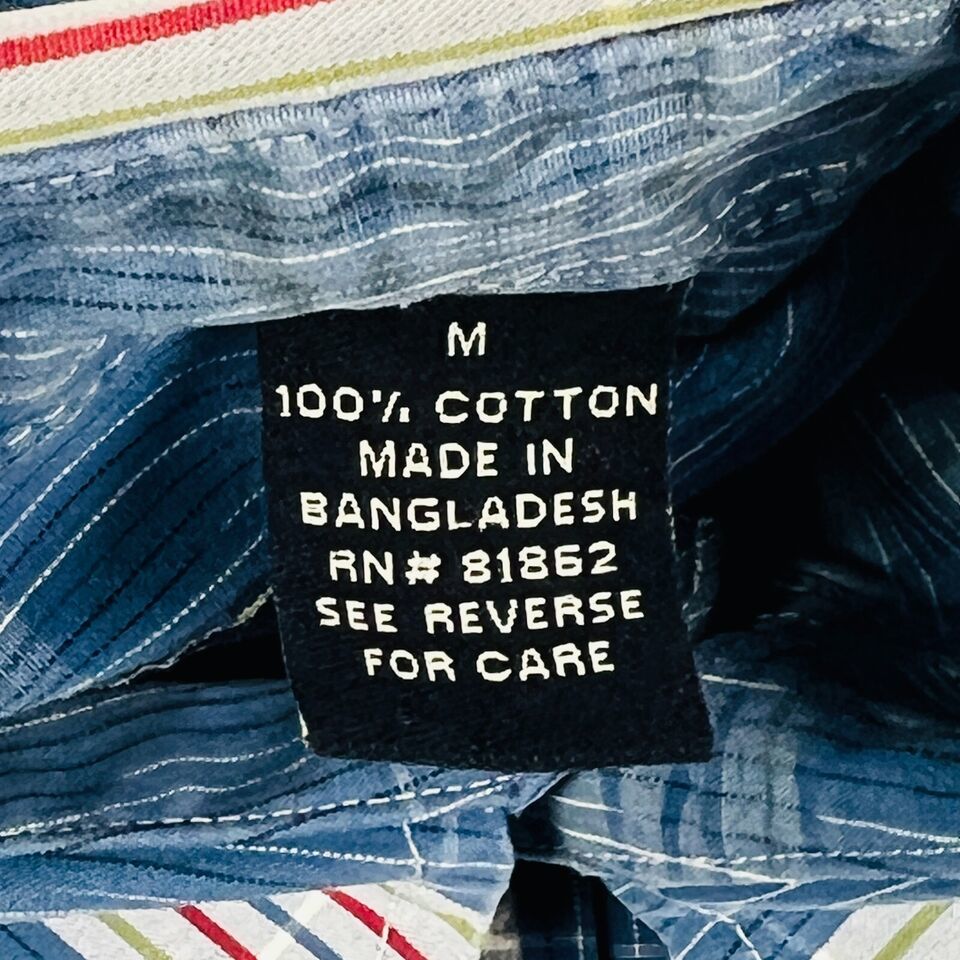 M
100% COTTON
MADE IN
BANGLADESH
RN# 81862
SEE REVERSE
FOR CARE